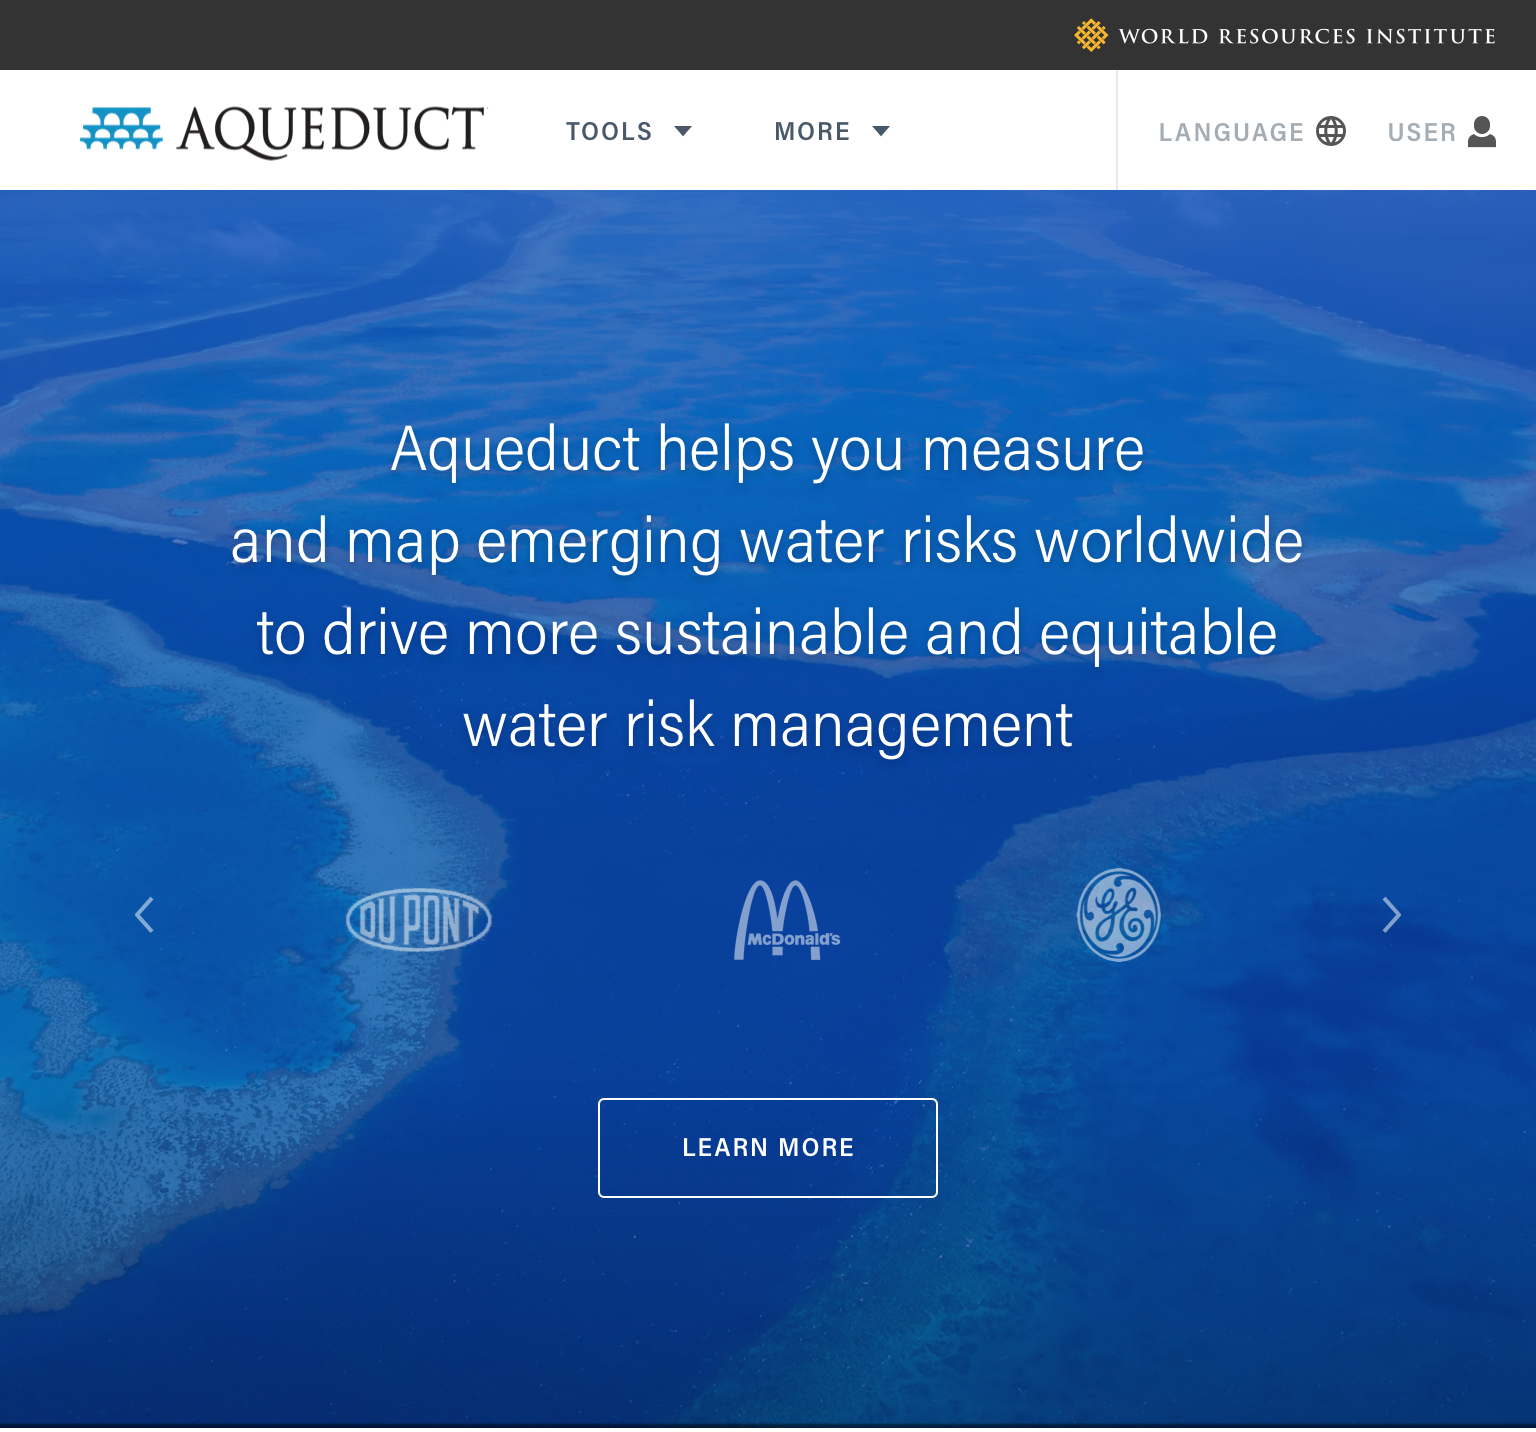 WORLD RESOURCES INSTITUTE
AQUEDUCT TOOLS MORE LANGUAGE USER
Aqueduct helps you measure
and map emerging water risks worldwide
to drive more sustainable and equitable
water risk management
DU PONT McDonald's GE
LEARN MORE